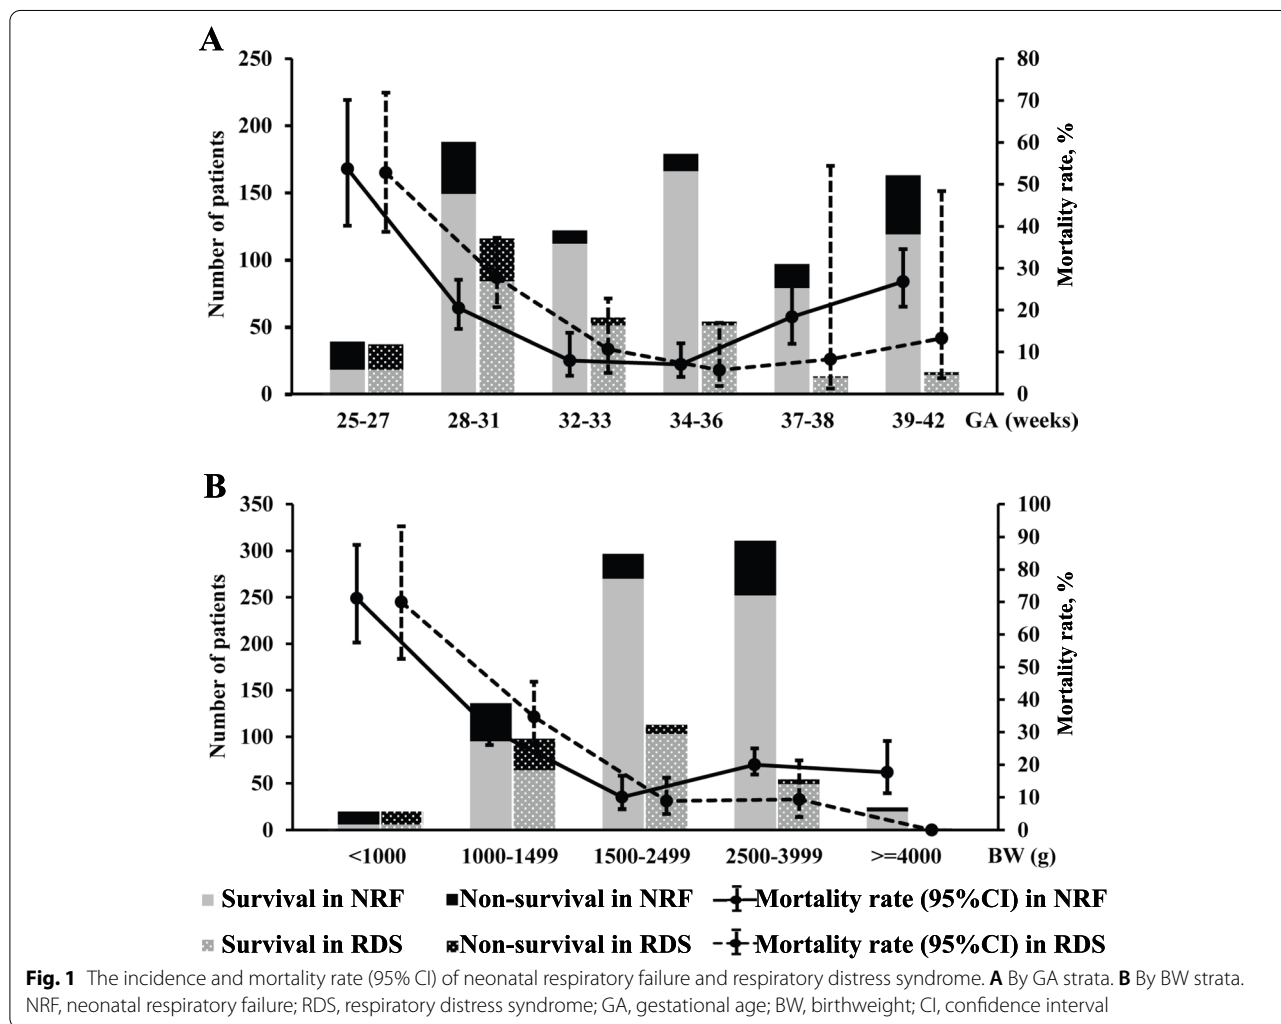 A
250
200
150
100
50
0
Number of patients
80
70
60
50
40
30
20
10
0
Mortality rate, %
25-27 28-31 32-33 34-36 37-38 39-42 GA (weeks)
B
350
300
250
200
150
100
50
0
Number of patients
100
90
80
70
60
50
40
30
20
10
0
Mortality rate, %
<1000 1000-1499 1500-2499 2500-3999 >=4000 BW (g)
Survival in NRF Non-survival in NRF Mortality rate (95%CI) in NRF
Survival in RDS Non-survival in RDS Mortality rate (95%CI) in RDS
Fig. 1 The incidence and mortality rate (95% CI) of neonatal respiratory failure and respiratory distress syndrome. A By GA strata. B By BW strata.
NRF, neonatal respiratory failure; RDS, respiratory distress syndrome; GA, gestational age; BW, birthweight; CI, confidence interval